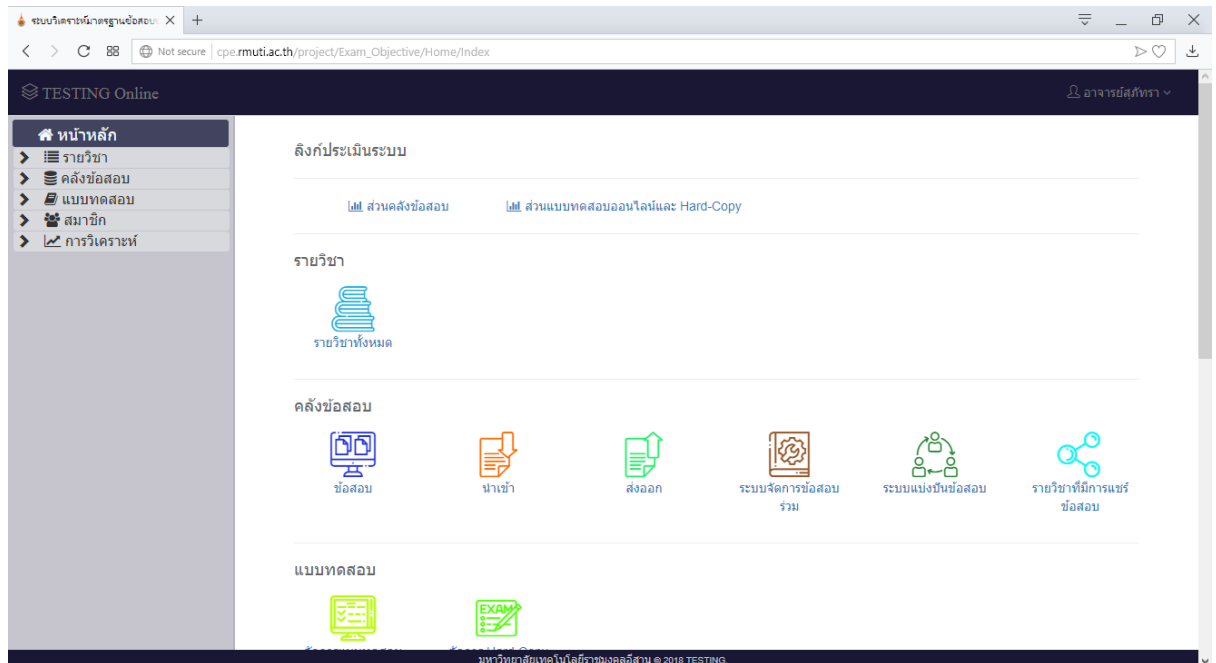 ระบบวิเคราะห์มาตรฐานข้อสอบ
Not secure cpe.rmuti.ac.th/project/Exam_Objective/Home/Index
TESTING Online
อาจารย์สุภัทรา
หน้าหลัก
รายวิชา
คลังข้อสอบ
แบบทดสอบ
สมาชิก
การวิเคราะห์
ลิงก์ประเมินระบบ
ส่วนคลังข้อสอบ ส่วนแบบทดสอบออนไลน์และ Hard-Copy
รายวิชา
รายวิชาทั้งหมด
คลังข้อสอบ
ข้อสอบ นำเข้า ส่งออก ระบบจัดการข้อสอบร่วม ระบบแบ่งปันข้อสอบ รายวิชาที่มีการแชร์ข้อสอบ
แบบทดสอบ
EXAM
มหาวิทยาลัยเทคโนโลยีราชมงคลอีสาน © 2018 TESTING